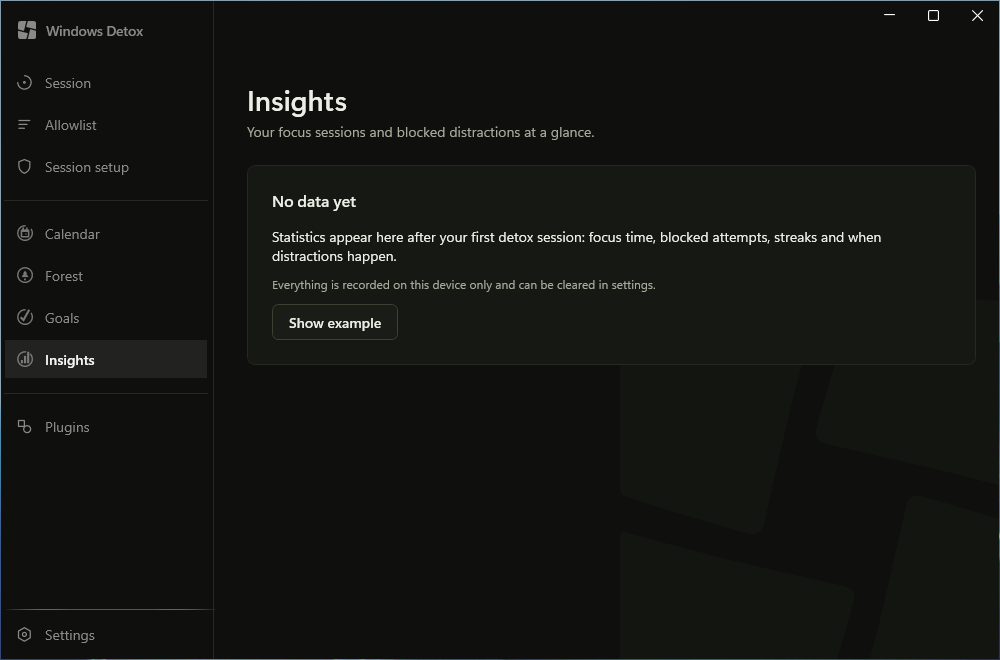 Windows Detox
Session
Allowlist
Session setup
Calendar
Forest
Goals
Insights
Plugins
Settings
Insights
Your focus sessions and blocked distractions at a glance.
No data yet
Statistics appear here after your first detox session: focus time, blocked attempts, streaks and when
distractions happen.
Everything is recorded on this device only and can be cleared in settings.
Show example